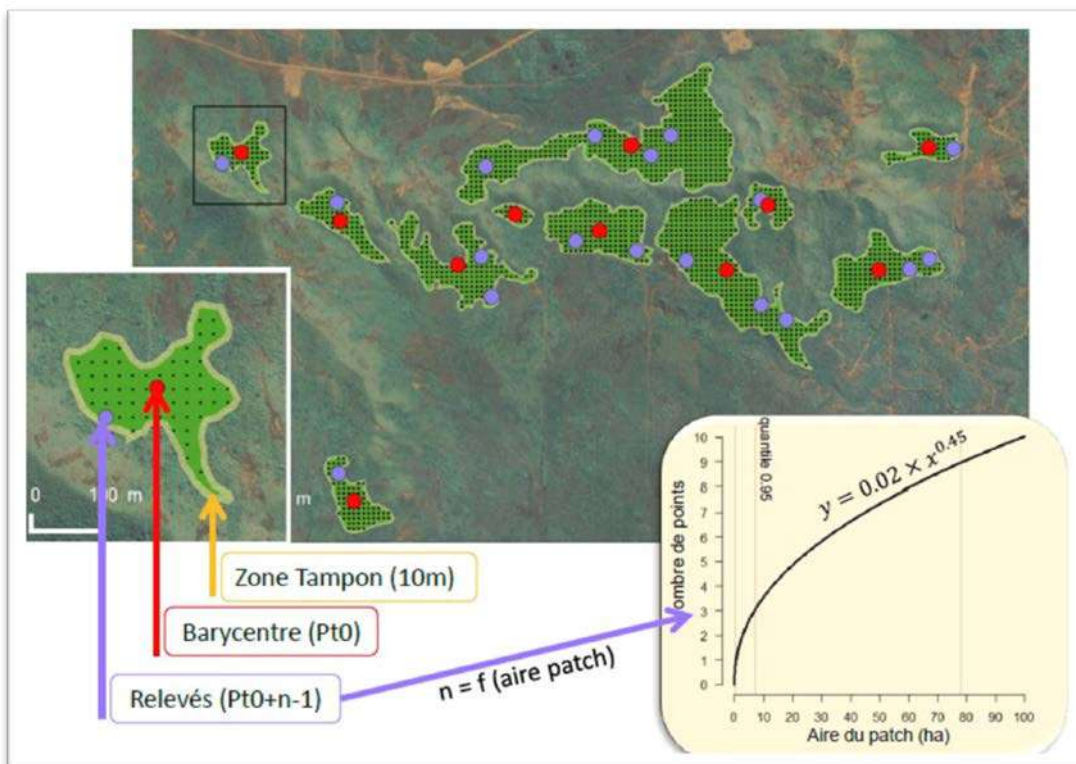 0 100 m
m
Zone Tampon (10m)
Barycentre (Pt0)
Relevés (Pt0+n-1)
n = f (aire patch)
quantile 0.95
y = 0.02 × x^0.45
ombre de points
10
9
8
7
6
5
4
3
2
1
0
0 10 20 30 40 50 60 70 80 90 100
Aire du patch (ha)